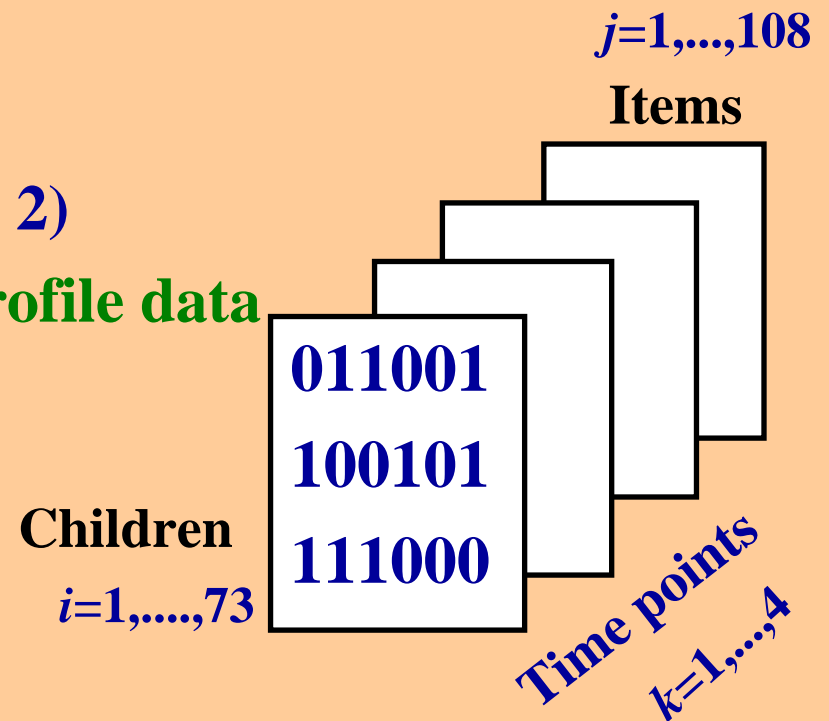 j=1,...,108
Items
2)
rofile data
011001
100101
111000
Children
i=1,....,73
Time points
k=1,...,4